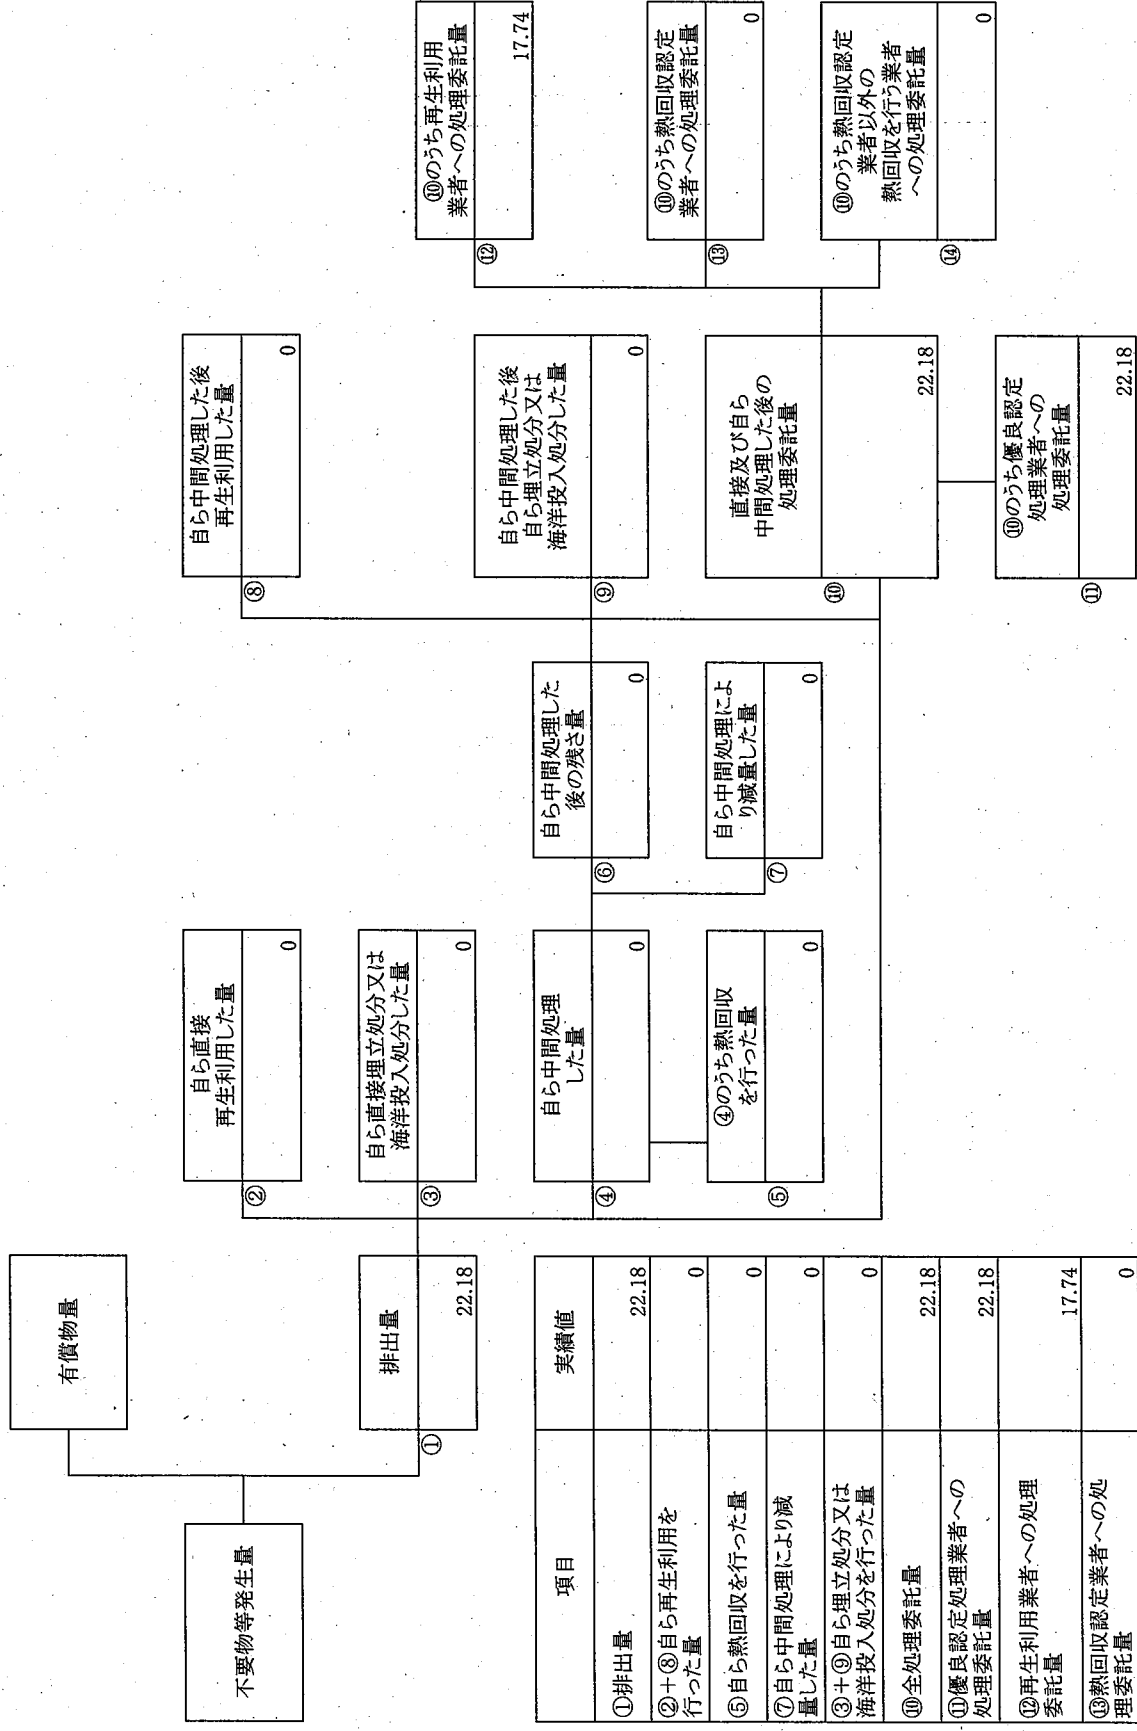 不要物等発生量
有償物量
排出量
①
22.18
自ら直接
再生利用した量
②
0
自ら直接埋立処分又は
海洋投入処分した量
③
0
自ら中間処理
した量
④
0
④のうち熱回収
を行った量
⑤
0
自ら中間処理した
後の残さ量
⑥
0
自ら中間処理によ
り減量した量
⑦
0
自ら中間処理した後
再生利用した量
⑧
0
自ら中間処理した後
自ら埋立処分又は
海洋投入処分した量
⑨
0
直接及び自ら
中間処理した後の
処理委託量
⑩
22.18
⑩のうち優良認定
処理業者への
処理委託量
⑪
22.18
⑩のうち再生利用
業者への処理委託量
⑫
17.74
⑩のうち熱回収認定
業者への処理委託量
⑬
0
⑩のうち熱回収認定
業者以外の
熱回収を行う業者
への処理委託量
⑭
0
項目 実績値
①排出量 22.18
②+⑧自ら再生利用を
行った量 0
⑤自ら熱回収を行った量 0
⑦自ら中間処理により減
量した量 0
③+⑨自ら埋立処分又は
海洋投入処分を行った量 0
⑩全処理委託量 22.18
⑪優良認定処理業者への
処理委託量 22.18
⑫再生利用業者への処理
委託量 17.74
⑬熱回収認定業者への処
理委託量 0